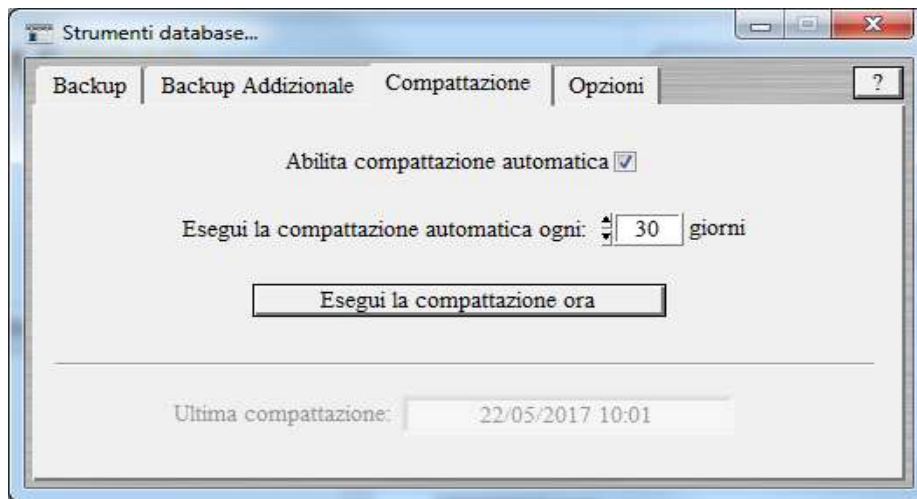 Strumenti database...
Backup Backup Addizionale Compattazione Opzioni ?
Abilita compattazione automatica
Esegui la compattazione automatica ogni: 30 giorni
Esegui la compattazione ora
Ultima compattazione: 22/05/2017 10:01